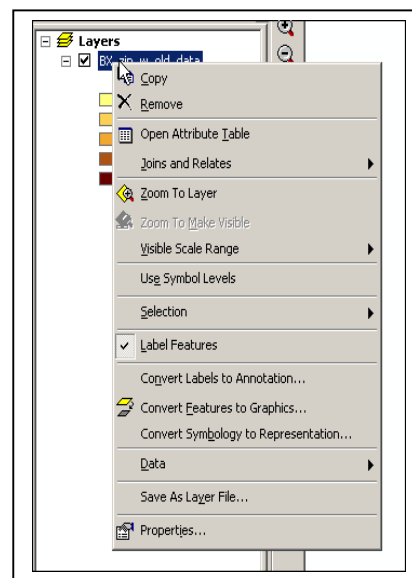 Layers
BX_zip_w_old_data
Copy
Remove
Open Attribute Table
Joins and Relates
Zoom To Layer
Zoom To Make Visible
Visible Scale Range
Use Symbol Levels
Selection
Label Features
Convert Labels to Annotation...
Convert Features to Graphics...
Convert Symbology to Representation...
Data
Save As Layer File...
Properties...